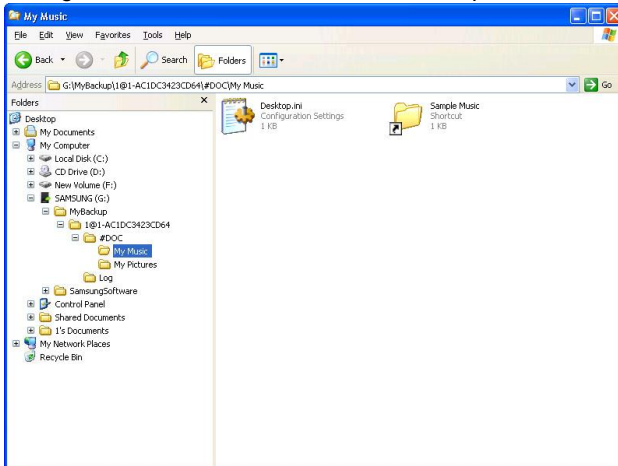 My Music
File Edit View Favorites Tools Help
Back Search Folders
Address G:\MyBackup\1@1-AC1DC3423CD64\#DOC\My Music Go
Folders
Desktop
My Documents
My Computer
Local Disk (C:)
CD Drive (D:)
New Volume (F:)
SAMSUNG (G:)
MyBackup
1@1-AC1DC3423CD64
#DOC
My Music
My Pictures
Log
SamsungSoftware
Control Panel
Shared Documents
1's Documents
My Network Places
Recycle Bin
Desktop.ini
Configuration Settings
1 KB
Sample Music
Shortcut
1 KB